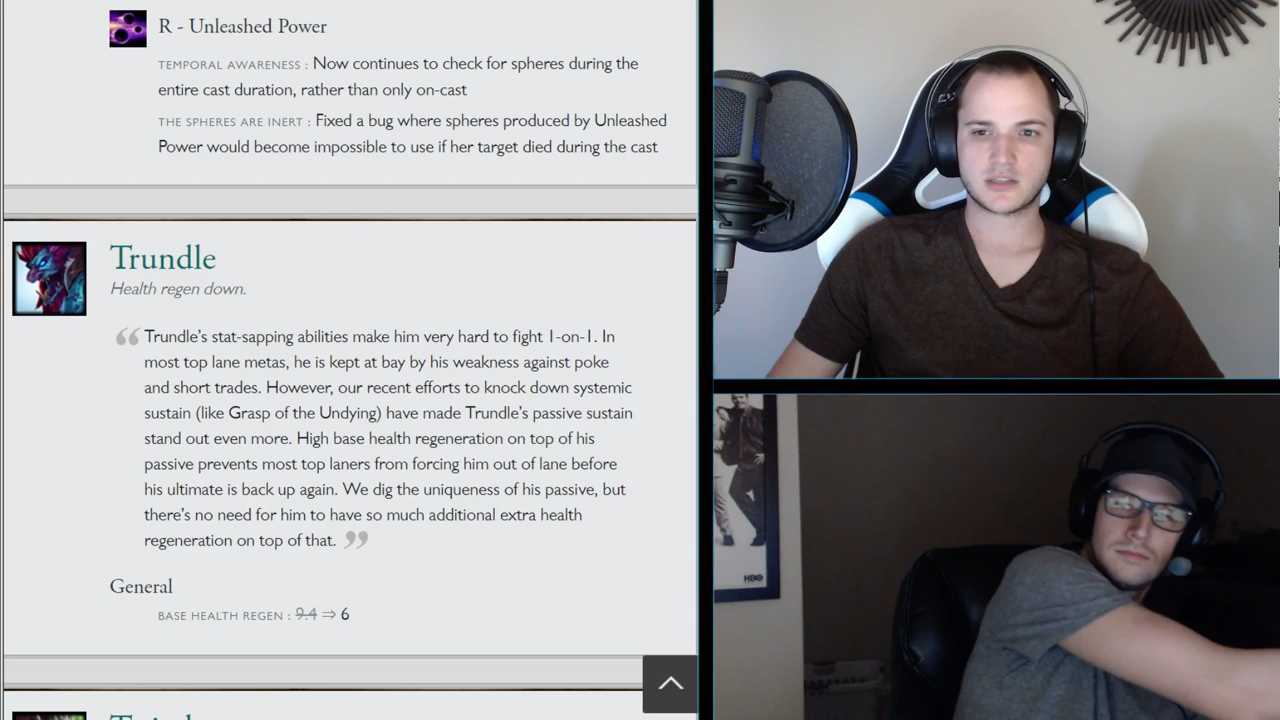 R - Unleashed Power
TEMPORAL AWARENESS : Now continues to check for spheres during the
entire cast duration, rather than only on-cast
THE SPHERES ARE INERT : Fixed a bug where spheres produced by Unleashed
Power would become impossible to use if her target died during the cast
Trundle
Health regen down.
“ Trundle’s stat-sapping abilities make him very hard to fight 1-on-1. In
most top lane metas, he is kept at bay by his weakness against poke
and short trades. However, our recent efforts to knock down systemic
sustain (like Grasp of the Undying) have made Trundle’s passive sustain
stand out even more. High base health regeneration on top of his
passive prevents most top laners from forcing him out of lane before
his ultimate is back up again. We dig the uniqueness of his passive, but
there’s no need for him to have so much additional extra health
regeneration on top of that. ”
General
BASE HEALTH REGEN : 9.4 ⇒ 6
HBO